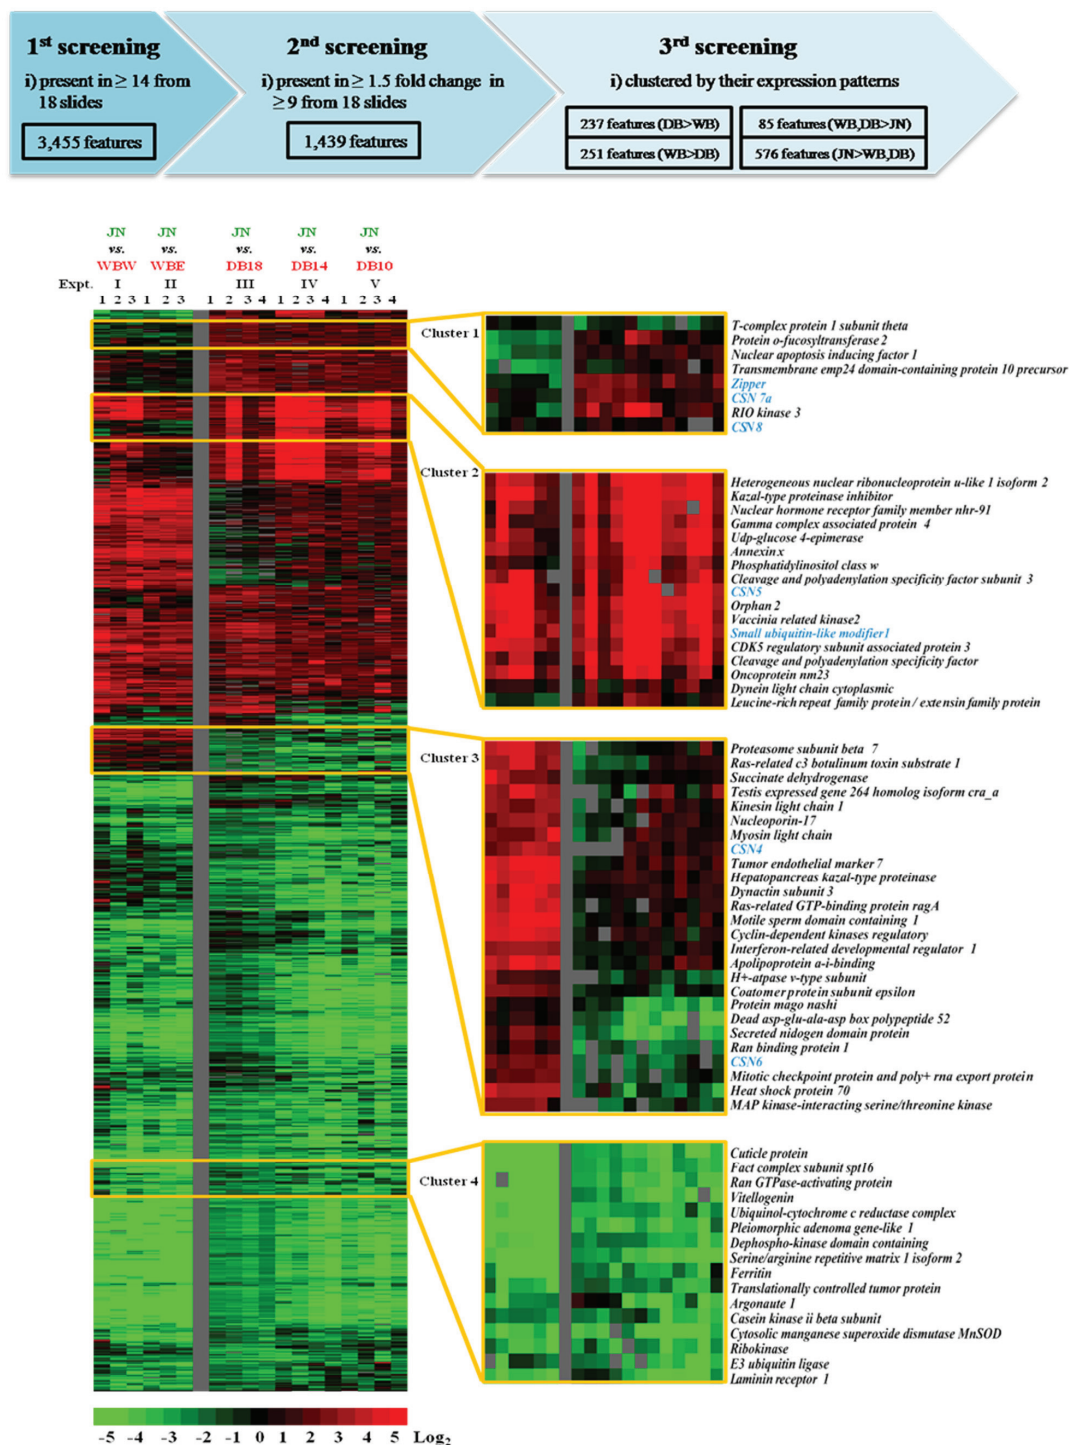 1st screening
i) present in ≥ 14 from
18 slides
3,455 features
2nd screening
i) present in ≥ 1.5 fold change in
≥ 9 from 18 slides
1,439 features
3rd screening
i) clustered by their expression patterns
237 features (DB>WB)
85 features (WB,DB>JN)
251 features (WB>DB)
576 features (JN>WB,DB)
JN JN JN JN JN
vs. vs. vs. vs. vs.
WBW WBE DB18 DB14 DB10
Expt. I II III IV V
1 2 3 1 2 3 1 2 3 4 1 2 3 4 1 2 3 4
Cluster 1
T-complex protein 1 subunit theta
Protein o-fucosyltransferase 2
Nuclear apoptosis inducing factor 1
Transmembrane emp24 domain-containing protein 10 precursor
Zipper
CSN 7a
RIO kinase 3
CSN8
Cluster 2
Heterogeneous nuclear ribonucleoprotein u-like 1 isoform 2
Kazal-type proteinase inhibitor
Nuclear hormone receptor family member nhr-91
Gamma complex associated protein 4
Udp-glucose 4-epimerase
Annexin x
Phosphatidylinositol class w
Cleavage and polyadenylation specificity factor subunit 3
CSN5
Orphan 2
Vaccinia related kinase2
Small ubiquitin-like modifier1
CDK5 regulatory subunit associated protein 3
Cleavage and polyadenylation specificity factor
Oncoprotein nm23
Dynein light chain cytoplasmic
Leucine-rich repeat family protein / extensin family protein
Cluster 3
Proteasome subunit beta 7
Ras-related c3 botulinum toxin substrate 1
Succinate dehydrogenase
Testis expressed gene 264 homolog isoform cra_a
Kinesin light chain 1
Nucleoporin-17
Myosin light chain
CSN4
Tumor endothelial marker 7
Hepatopancreas kazal-type proteinase
Dynactin subunit 3
Ras-related GTP-binding protein ragA
Motile sperm domain containing 1
Cyclin-dependent kinases regulatory
Interferon-related developmental regulator 1
Apolipoprotein a-i-binding
H+-atpase v-type subunit
Coatomer protein subunit epsilon
Protein mago nashi
Dead asp-glu-ala-asp box polypeptide 52
Secreted nidogen domain protein
Ran binding protein 1
CSN6
Mitotic checkpoint protein and poly+ rna export protein
Heat shock protein 70
MAP kinase-interacting serine/threonine kinase
Cluster 4
Cuticle protein
Fact complex subunit spt16
Ran GTPase-activating protein
Vitellogenin
Ubiquinol-cytochrome c reductase complex
Pleiomorphic adenoma gene-like 1
Dephospho-kinase domain containing
Serine/arginine repetitive matrix 1 isoform 2
Ferritin
Translationally controlled tumor protein
Argonaute 1
Casein kinase ii beta subunit
Cytosolic manganese superoxide dismutase MnSOD
Ribokinase
E3 ubiquitin ligase
Laminin receptor 1
-5 -4 -3 -2 -1 0 1 2 3 4 5 Log2